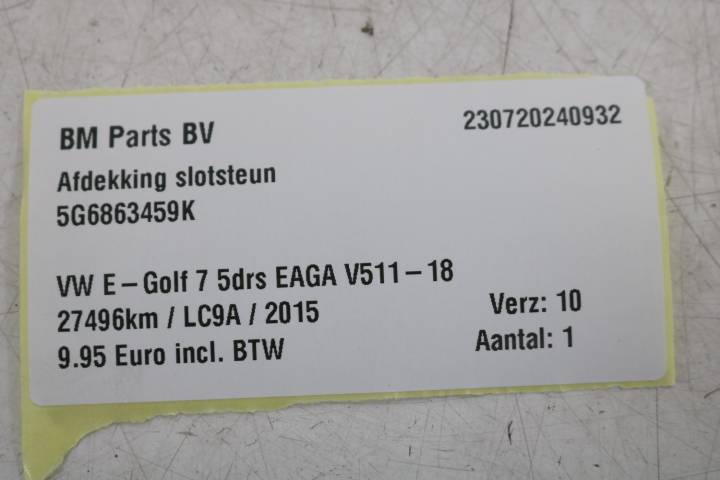 BM Parts BV 230720240932
Afdekking slotsteun
5G6863459K
VW E-Golf 7 5drs EAGA V511-18
27496km / LC9A / 2015 Verz: 10
9.95 Euro incl. BTW Aantal: 1